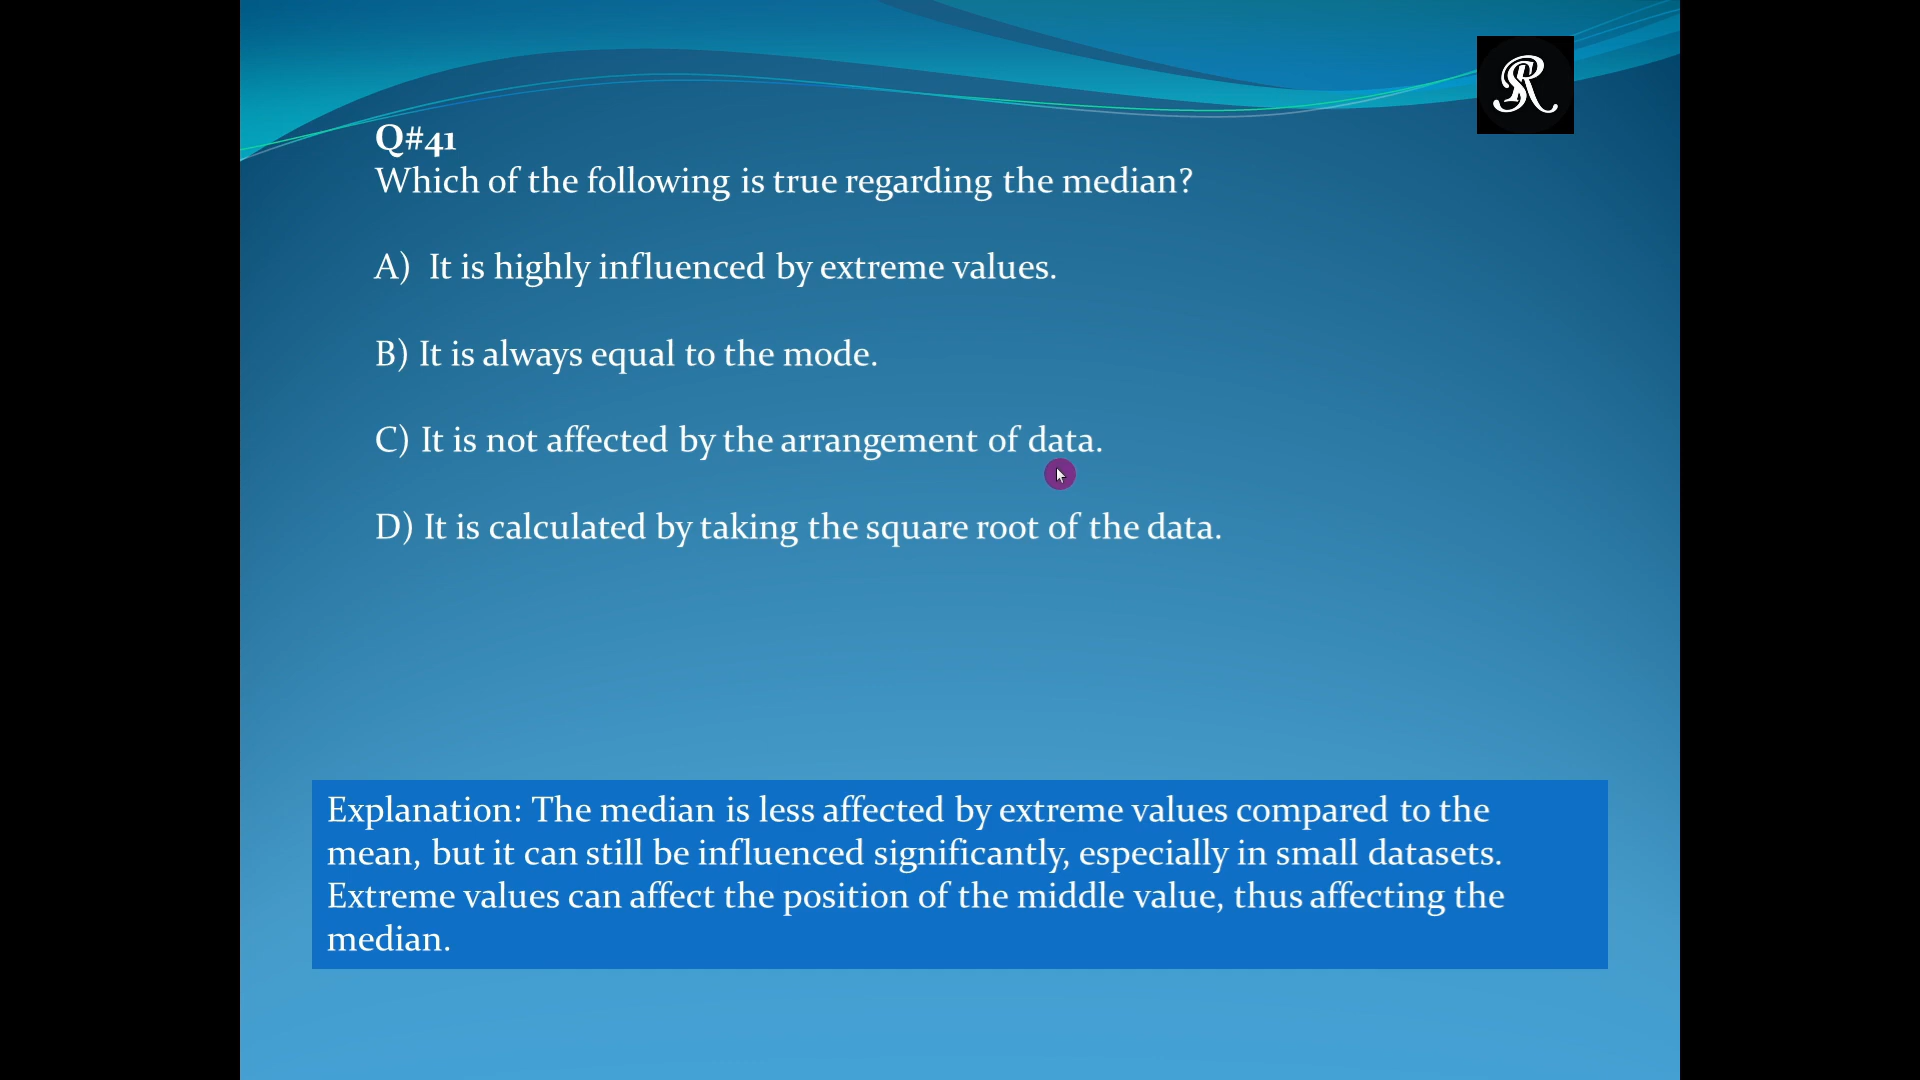 Q#41
Which of the following is true regarding the median?
A) It is highly influenced by extreme values.
B) It is always equal to the mode.
C) It is not affected by the arrangement of data.
D) It is calculated by taking the square root of the data.
Explanation: The median is less affected by extreme values compared to the
mean, but it can still be influenced significantly, especially in small datasets.
Extreme values can affect the position of the middle value, thus affecting the
median.